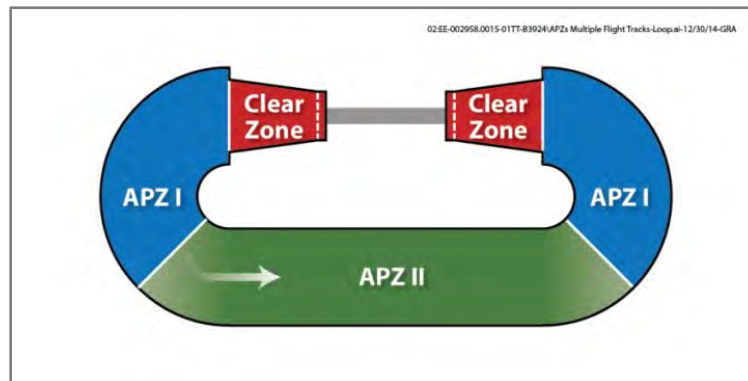 02:EE-002958.0015-01TT-B3924\APZs Multiple Flight Tracks-Loop.ai-12/30/14-GRA
Clear
Zone
Clear
Zone
APZ I
APZ I
APZ II